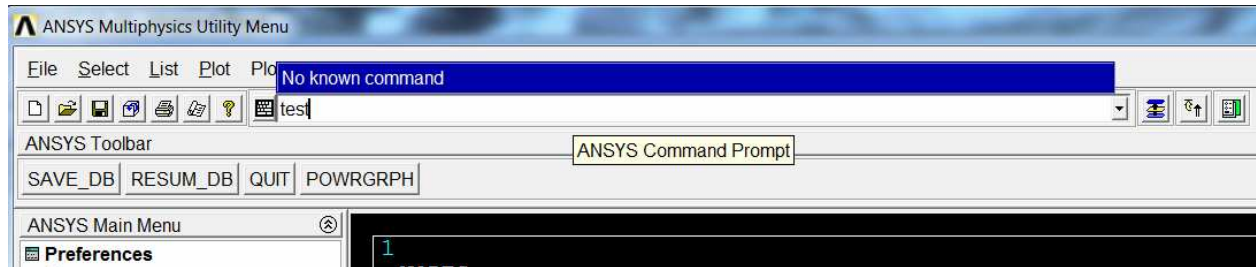 ANSYS Multiphysics Utility Menu
File Select List Plot
No known command
test
ANSYS Toolbar
ANSYS Command Prompt
SAVE_DB RESUM_DB QUIT POWRGRPH
ANSYS Main Menu
Preferences
1